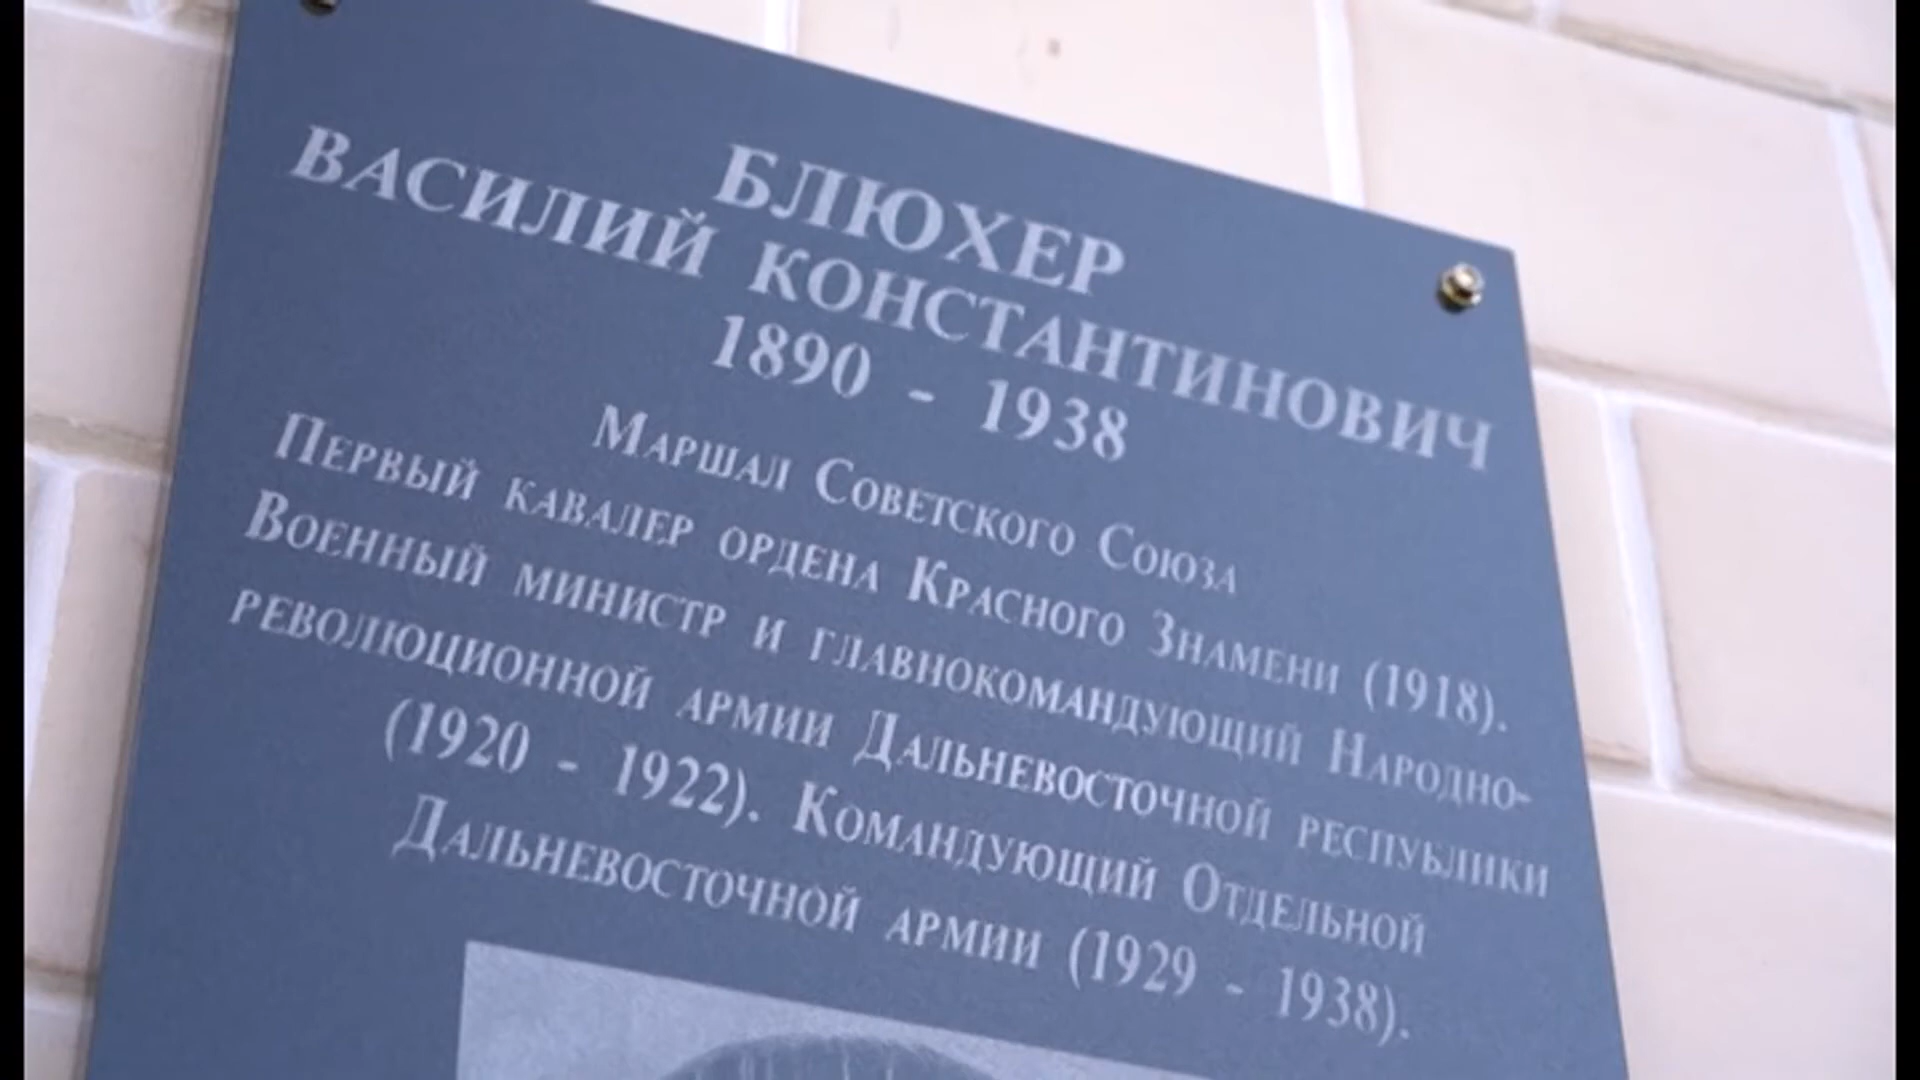 БЛЮХЕР
ВАСИЛИЙ КОНСТАНТИНОВИЧ
1890 - 1938
МАРШАЛ СОВЕТСКОГО СОЮЗА
ПЕРВЫЙ КАВАЛЕР ОРДЕНА КРАСНОГО ЗНАМЕНИ (1918).
ВОЕННЫЙ МИНИСТР И ГЛАВНОКОМАНДУЮЩИЙ НАРОДНО-
РЕВОЛЮЦИОННОЙ АРМИИ ДАЛЬНЕВОСТОЧНОЙ РЕСПУБЛИКИ
(1920 - 1922). КОМАНДУЮЩИЙ ОТДЕЛЬНОЙ
ДАЛЬНЕВОСТОЧНОЙ АРМИИ (1929 - 1938).